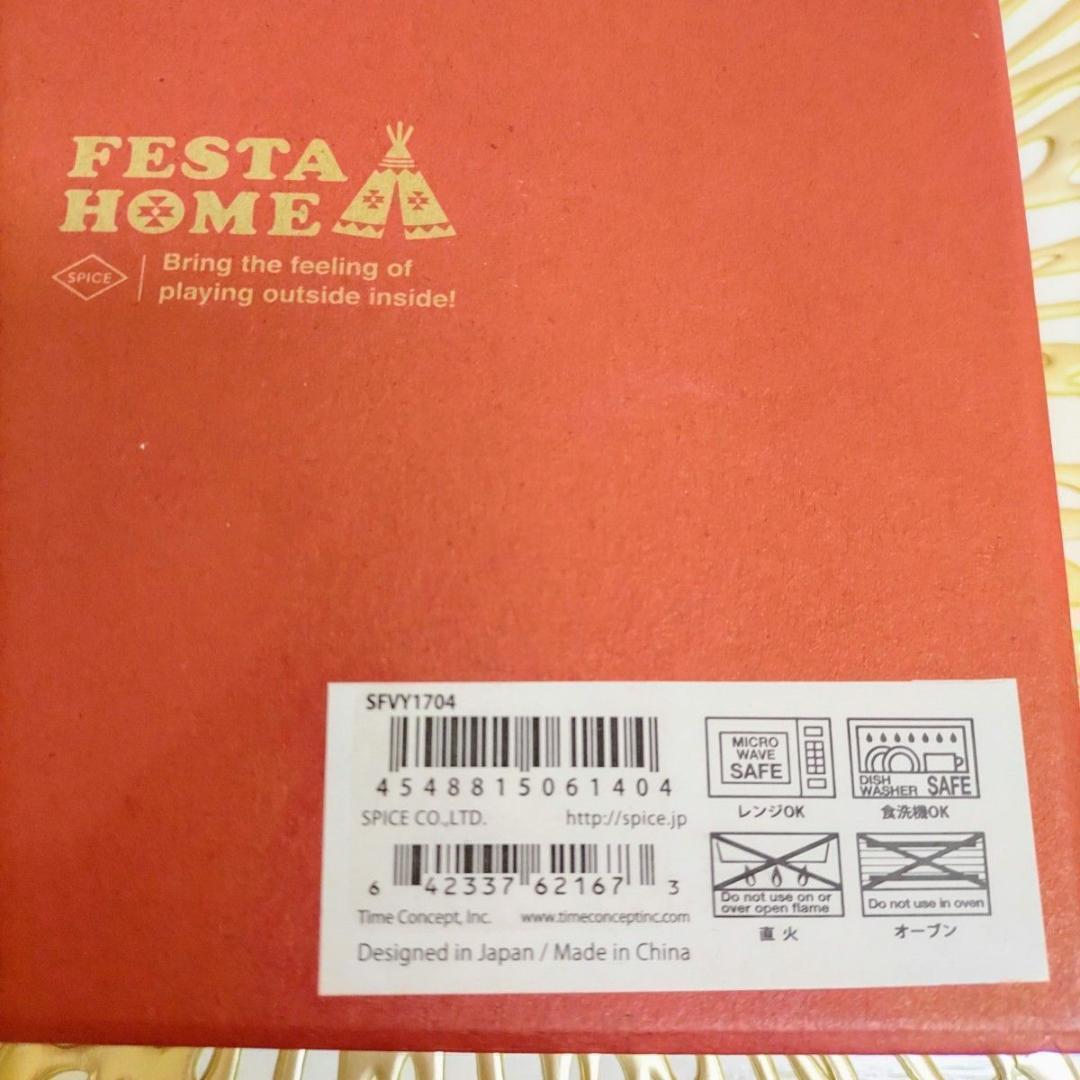 FESTA
HOME
SPICE
Bring the feeling of
playing outside inside!
SFVY1704
4548815061404
SPICE CO.,LTD. http://spice.jp
6 42337 62167 3
Time Concept, Inc. www.timeconceptinc.com
Designed in Japan / Made in China
MICRO
WAVE
SAFE
レンジOK
DISH
WASHER SAFE
食洗機OK
Do not use on or
over open flame
直火
Do not use in oven
オーブン